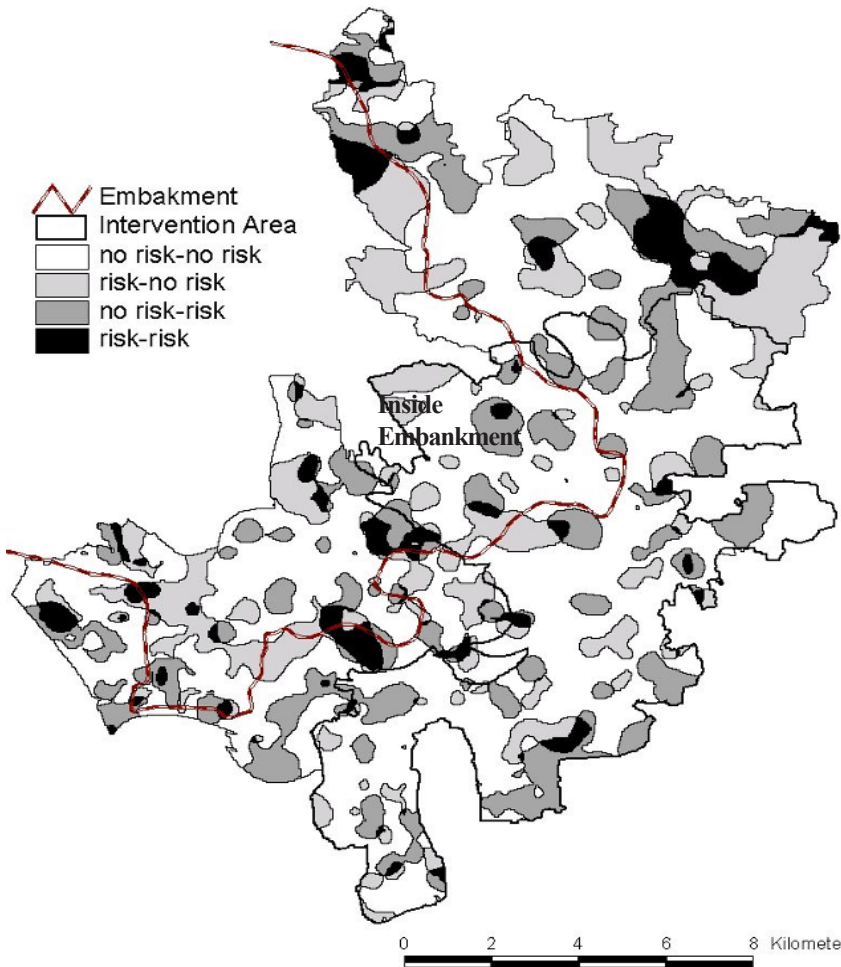 Embakment
Intervention Area
no risk-no risk
risk-no risk
no risk-risk
risk-risk
Inside
Embankment
0 2 4 6 8 Kilomete